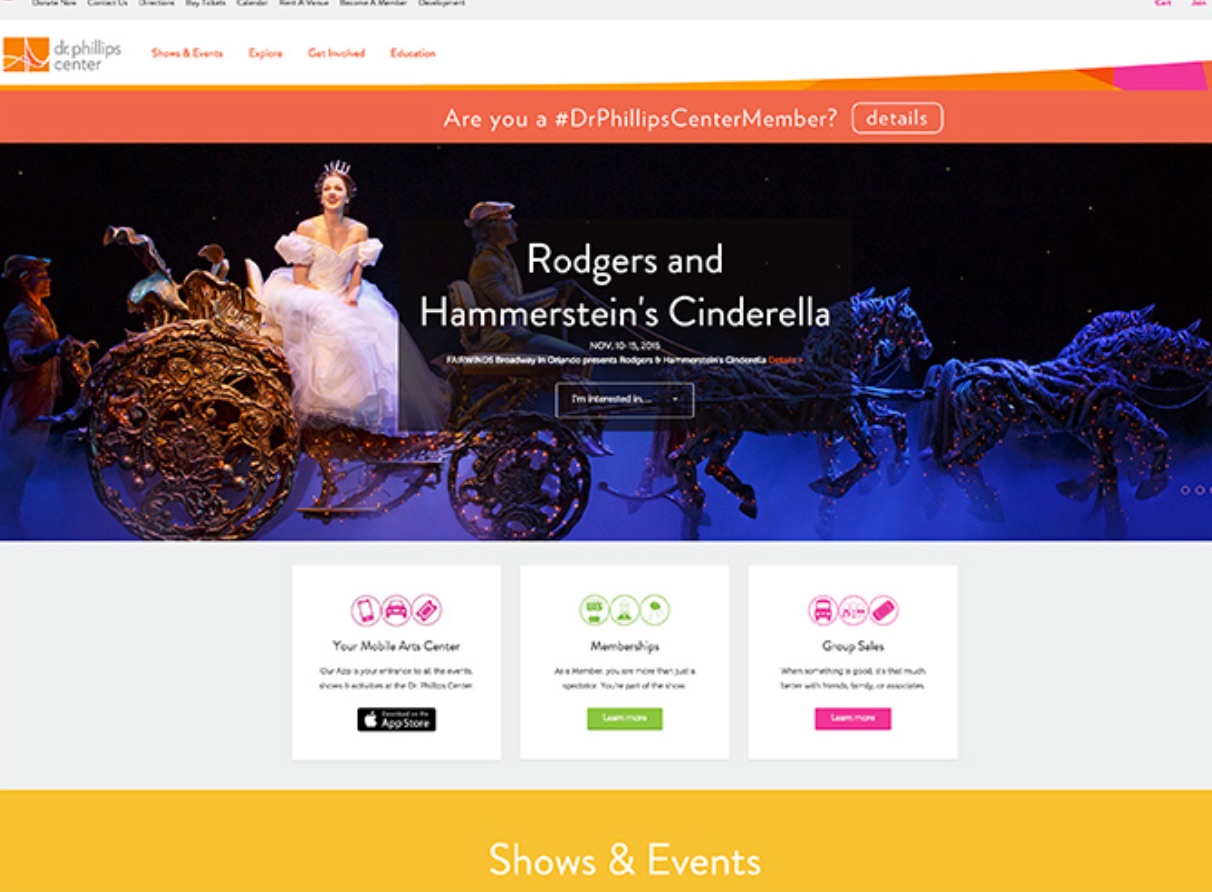 Donate Now Contact Us Directions Buy Tickets Calendar Rent A Venue Become A Member Development Cart Join
dr. phillips
center
Shows & Events Explore Get Involved Education
Are you a #DrPhillipsCenterMember? details
Rodgers and
Hammerstein's Cinderella
NOV. 10-15, 2015
FAIRWINDS Broadway in Orlando presents Rodgers & Hammerstein's Cinderella Details >
I'm interested in....
Your Mobile Arts Center
Our App is your entrance to all the events,
shows & activities at the Dr. Phillips Center.
Download on the
App Store
Memberships
As a Member, you are more than just a
spectator. You're part of the show.
Learn more
Group Sales
When something is good, it's that much
better with friends, family, or associates.
Learn more
Shows & Events